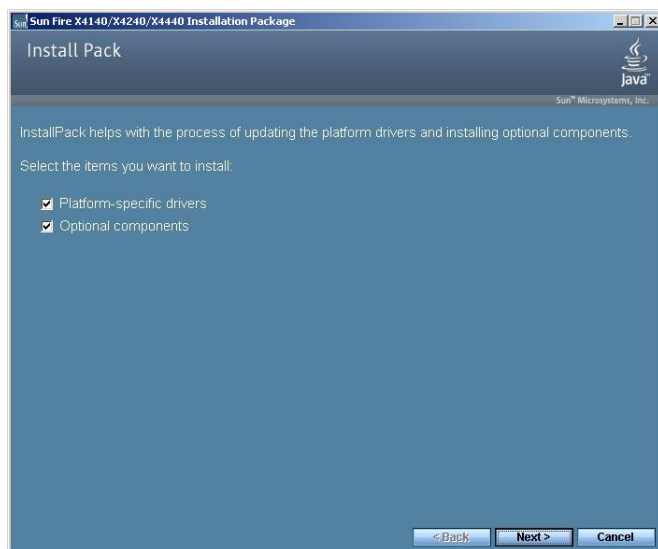 Sun Sun Fire X4140/X4240/X4440 Installation Package
Install Pack
Java™
Sun™ Microsystems, Inc.
InstallPack helps with the process of updating the platform drivers and installing optional components.
Select the items you want to install:
Platform-specific drivers
Optional components
< Back Next > Cancel